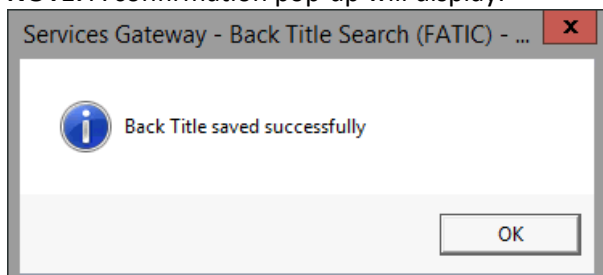 NOTE: A confirmation pop-up will display.
Services Gateway - Back Title Search (FATIC) - ...
x
Back Title saved successfully
OK